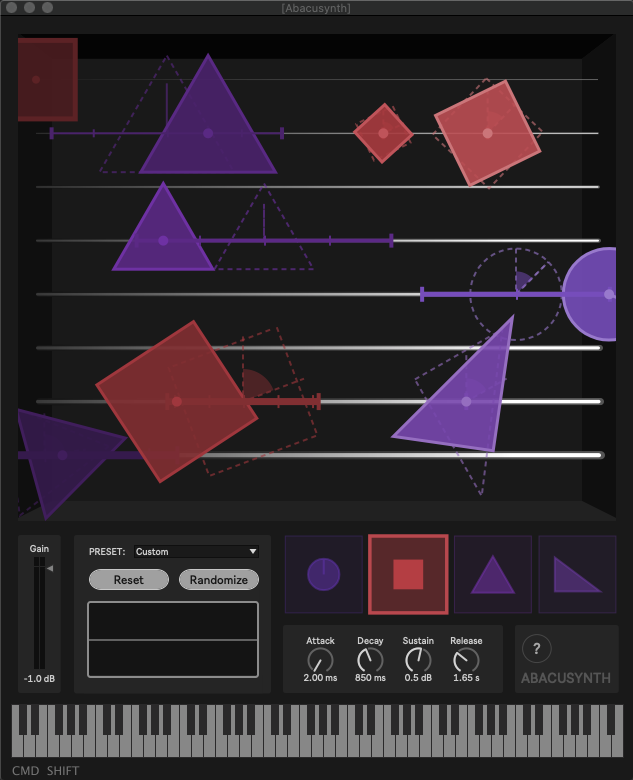 [Abacusynth]
Gain
-1.0 dB
PRESET: Custom
Reset Randomize
Attack Decay Sustain Release
2.00 ms 850 ms 0.5 dB 1.65 s
?
ABACUSYNTH
CMD SHIFT